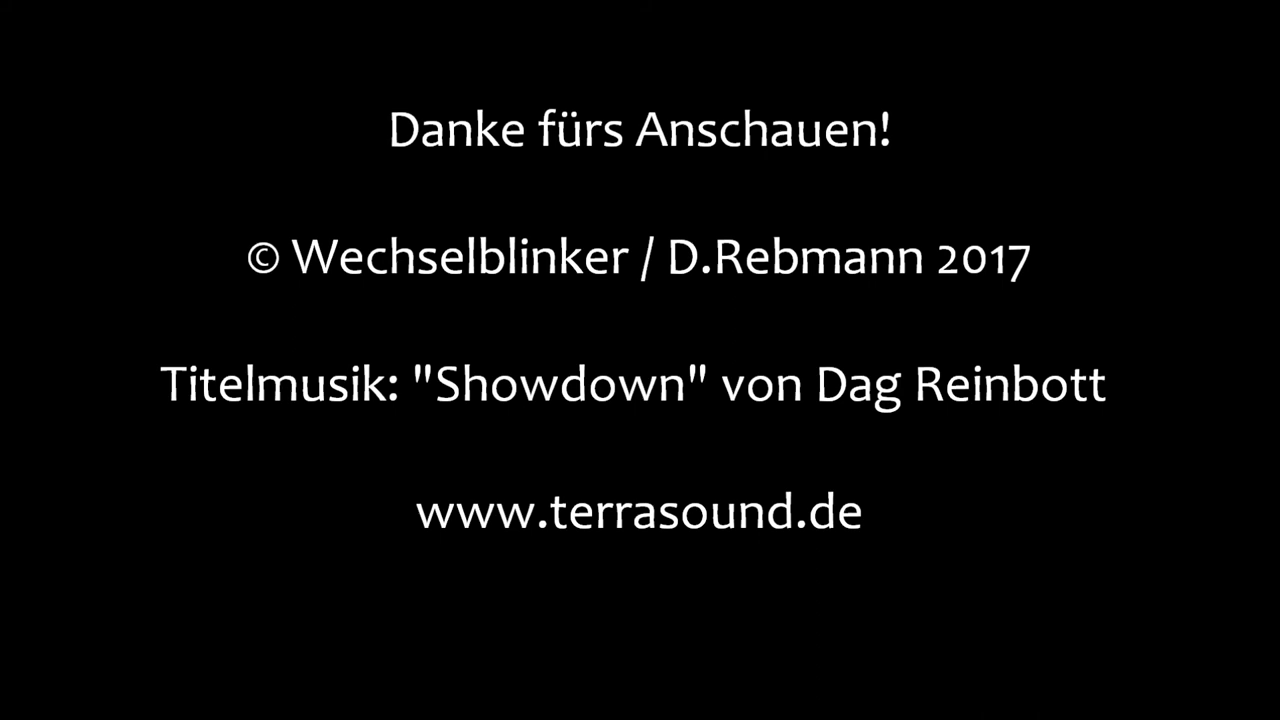 Danke fürs Anschauen!
© Wechselblinker / D.Rebmann 2017
Titelmusik: "Showdown" von Dag Reinbott
www.terrasound.de